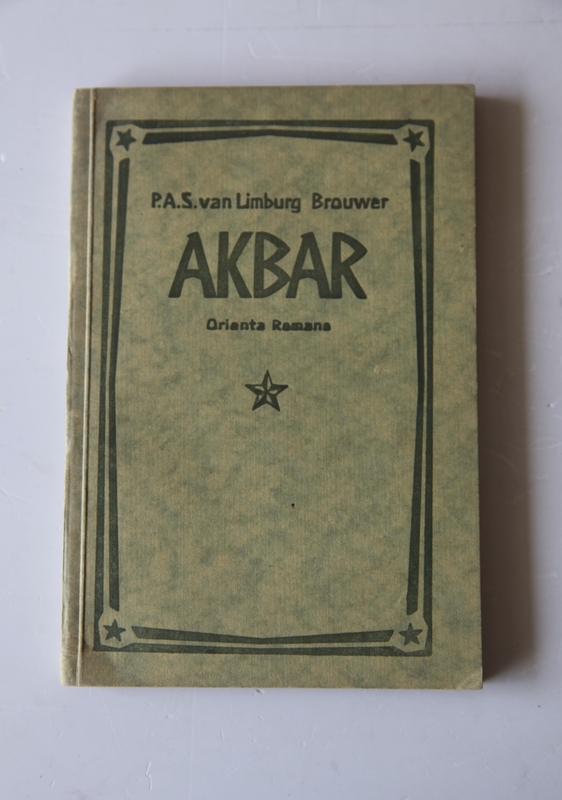 P.A.S. van Limburg Brouwer
AKBAR
Orienta Romano